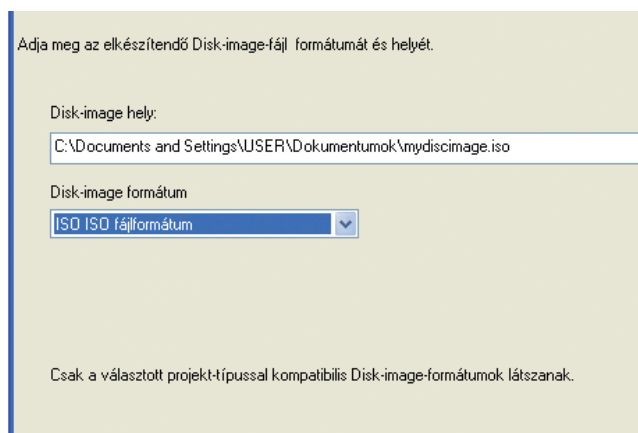 Adja meg az elkészítendő Disk-image-fájl formátumát és helyét.
Disk-image hely:
C:\Documents and Settings\USER\Dokumentumok\mydiscimage.iso
Disk-image formátum
ISO ISO fájlformátum
Csak a választott projekt-típussal kompatibilis Disk-image-formátumok látszanak.